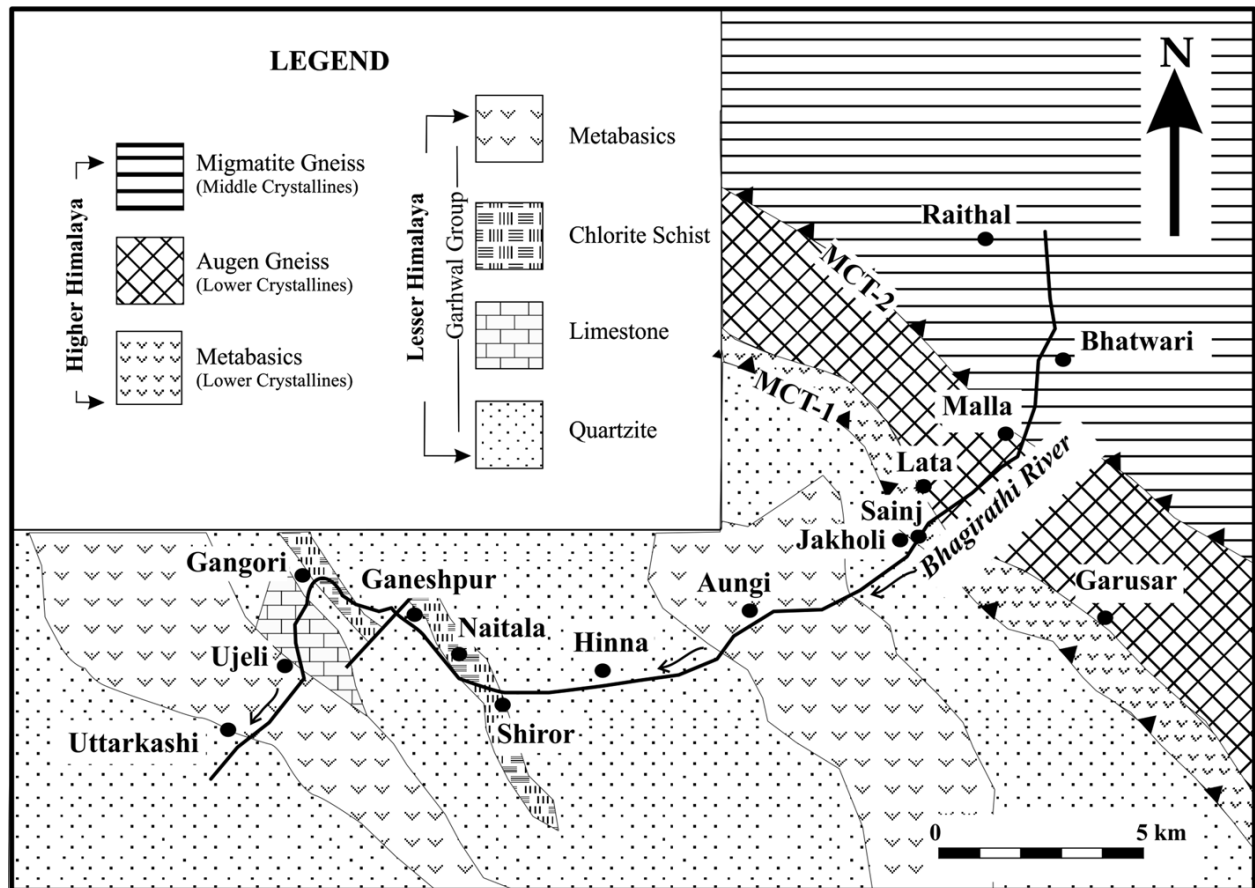 LEGEND
Higher Himalaya
Migmatite Gneiss
(Middle Crystallines)
Augen Gneiss
(Lower Crystallines)
Metabasics
(Lower Crystallines)
Lesser Himalaya
Garhwal Group
Metabasics
Chlorite Schist
Limestone
Quartzite
N
Raithal
MCT-2
Bhatwari
MCT-1
Malla
Lata
Sainj
Jakholi
Bhagirathi River
Gangori
Ganeshpur
Aungi
Garusar
Naitala
Hinna
Ujeli
Shiror
Uttarkashi
0 5 km